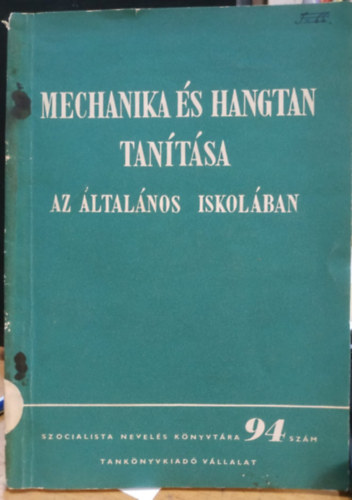 MECHANIKA ÉS HANGTAN
TANÍTÁSA
AZ ÁLTALÁNOS ISKOLÁBAN
SZOCIALISTA NEVELÉS KÖNYVTÁRA 94 SZÁM
TANKÖNYVKIADÓ VÁLLALAT